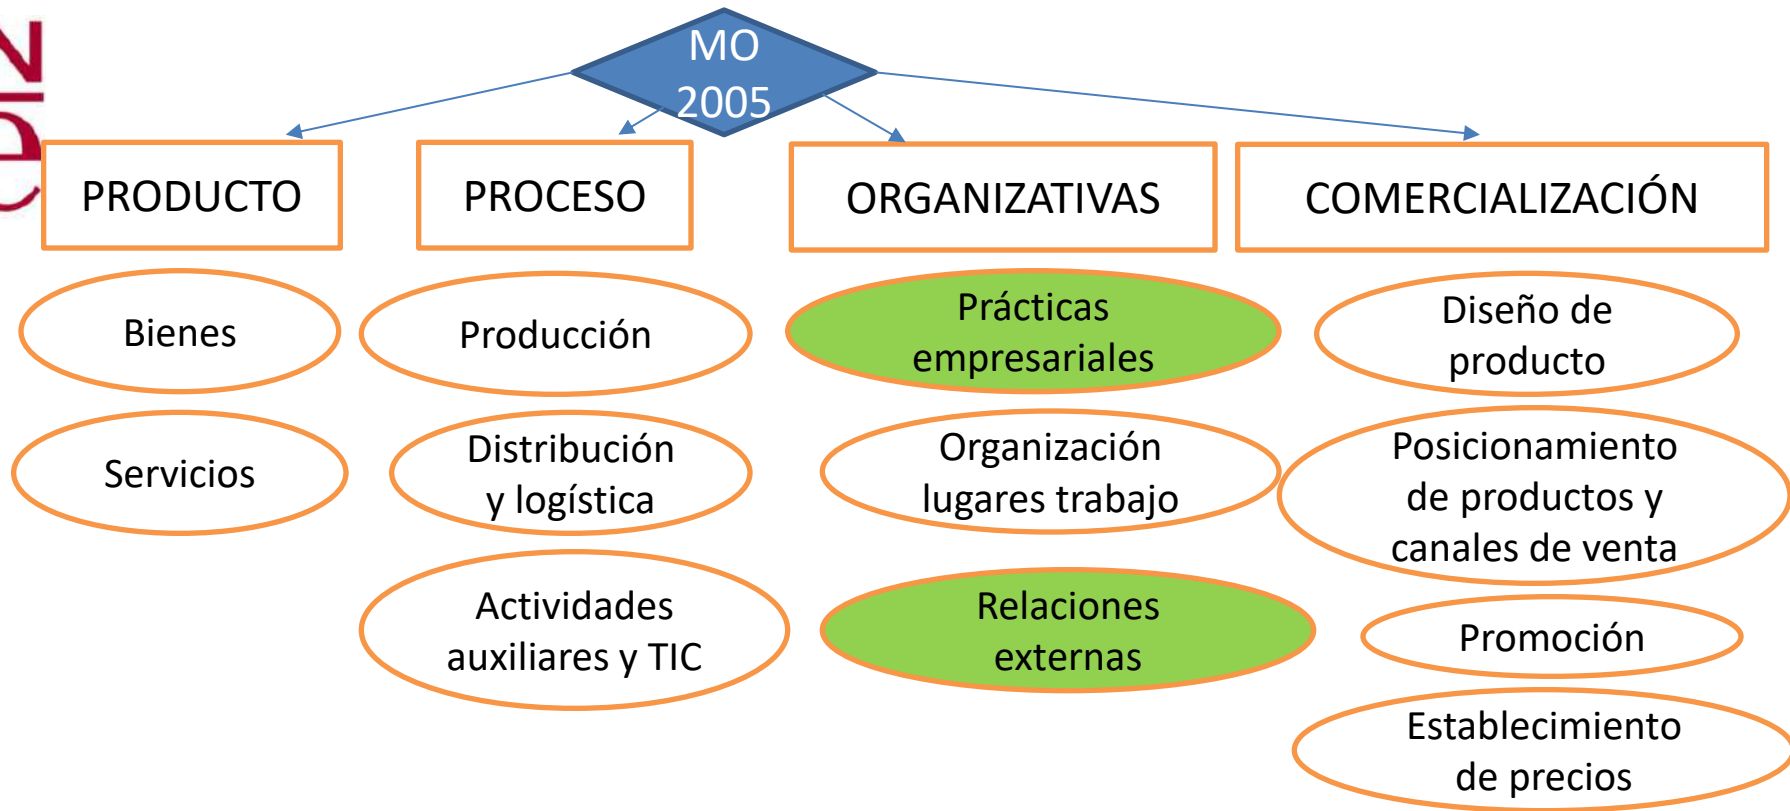 MO
2005
PRODUCTO
PROCESO
ORGANIZATIVAS
COMERCIALIZACIÓN
Bienes
Servicios
Producción
Distribución
y logística
Actividades
auxiliares y TIC
Prácticas
empresariales
Organización
lugares trabajo
Relaciones
externas
Diseño de
producto
Posicionamiento
de productos y
canales de venta
Promoción
Establecimiento
de precios